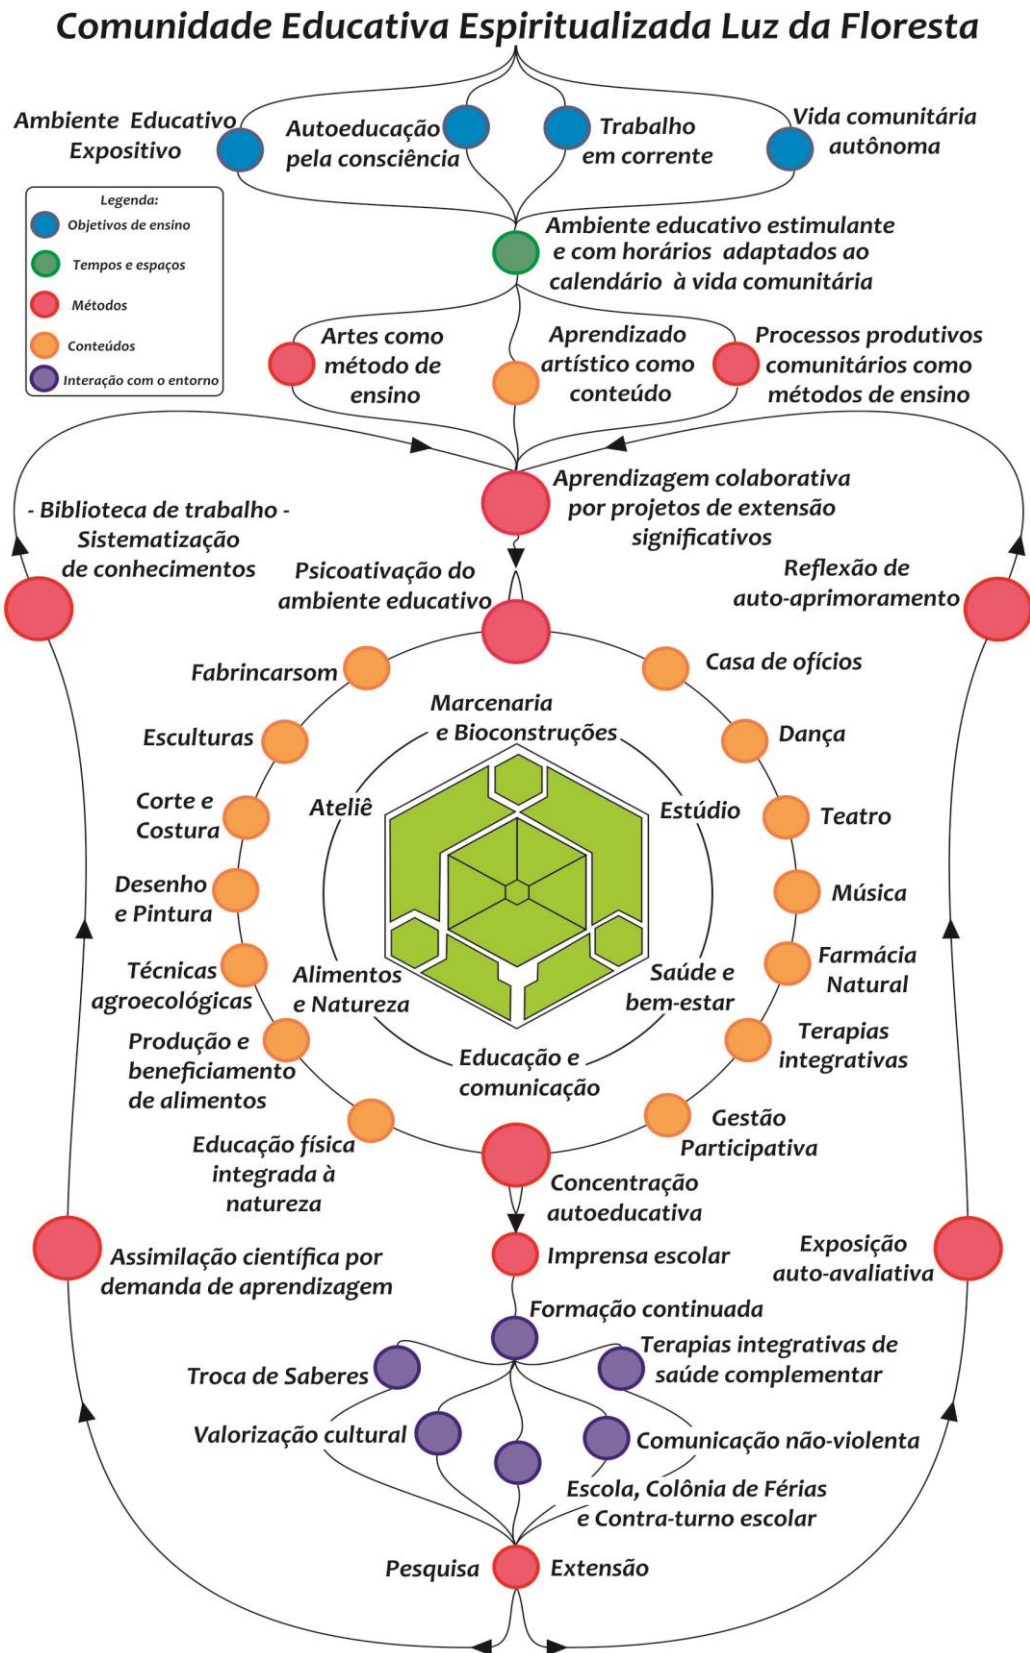 Comunidade Educativa Espiritualizada Luz da Floresta
Ambiente Educativo
Expositivo
Autoeducação
pela consciência
Trabalho
em corrente
Vida comunitária
autônoma
Legenda:
Objetivos de ensino
Tempos e espaços
Métodos
Conteúdos
Interação com o entorno
Ambiente educativo estimulante
e com horários adaptados ao
calendário à vida comunitária
Artes como
método de
ensino
Aprendizado
artístico como
conteúdo
Processos produtivos
comunitários como
métodos de ensino
Aprendizagem colaborativa
por projetos de extensão
significativos
- Biblioteca de trabalho -
Sistematização
de conhecimentos
Psicoativação do
ambiente educativo
Reflexão de
auto-aprimoramento
Fabrincarsom
Casa de ofícios
Marcenaria
e Bioconstruções
Esculturas
Dança
Corte e
Costura
Ateliê
Estúdio
Teatro
Desenho
e Pintura
Música
Técnicas
agroecológicas
Alimentos
e Natureza
Saúde e
bem-estar
Farmácia
Natural
Produção e
beneficiamento
de alimentos
Educação e
comunicação
Terapias
integrativas
Educação física
integrada à
natureza
Gestão
Participativa
Concentração
autoeducativa
Assimilação científica por
demanda de aprendizagem
Imprensa escolar
Exposição
auto-avaliativa
Formação continuada
Troca de Saberes
Terapias integrativas de
saúde complementar
Valorização cultural
Comunicação não-violenta
Escola, Colônia de Férias
e Contra-turno escolar
Pesquisa
Extensão